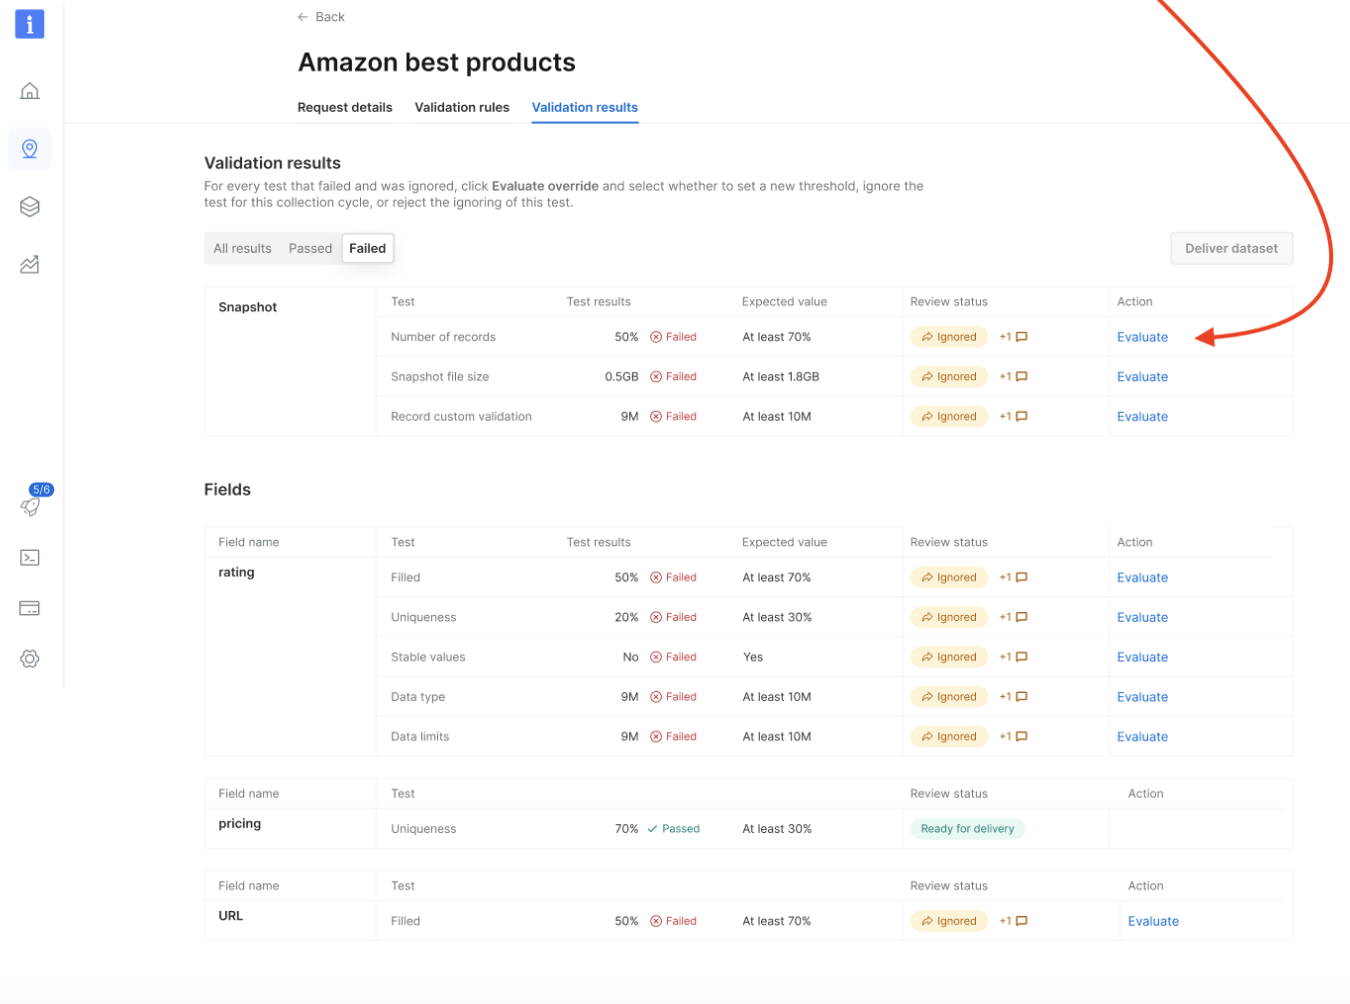 i
← Back
Amazon best products
Request details Validation rules Validation results
Validation results
For every test that failed and was ignored, click Evaluate override and select whether to set a new threshold, ignore the
test for this collection cycle, or reject the ignoring of this test.
All results Passed Failed Deliver dataset
Snapshot Test Test results Expected value Review status Action
Number of records 50% Failed At least 70% Ignored +1 Evaluate
Snapshot file size 0.5GB Failed At least 1.8GB Ignored +1 Evaluate
Record custom validation 9M Failed At least 10M Ignored +1 Evaluate
5/6
Fields
Field name Test Test results Expected value Review status Action
rating Filled 50% Failed At least 70% Ignored +1 Evaluate
Uniqueness 20% Failed At least 30% Ignored +1 Evaluate
Stable values No Failed Yes Ignored +1 Evaluate
Data type 9M Failed At least 10M Ignored +1 Evaluate
Data limits 9M Failed At least 10M Ignored +1 Evaluate
Field name Test Review status Action
pricing Uniqueness 70% Passed At least 30% Ready for delivery
Field name Test Review status Action
URL Filled 50% Failed At least 70% Ignored +1 Evaluate